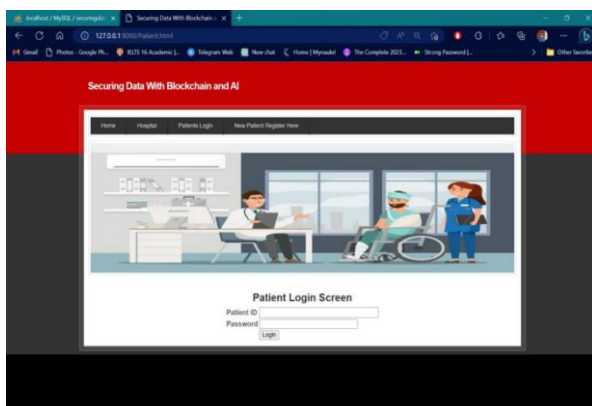 localhost / MySQL / securingdat
Securing Data With Blockchain a
127.0.0.1:8000/Patient.html
Gmail Photos - Google Ph... IELTS 16 Academic |... Telegram Web New chat Home | Mynaukri The Complete 2023... Strong Password |... Other favorite
Securing Data With Blockchain and AI
Home Hospital Patients Login New Patient Register Here
Patient Login Screen
Patient ID
Password
Login